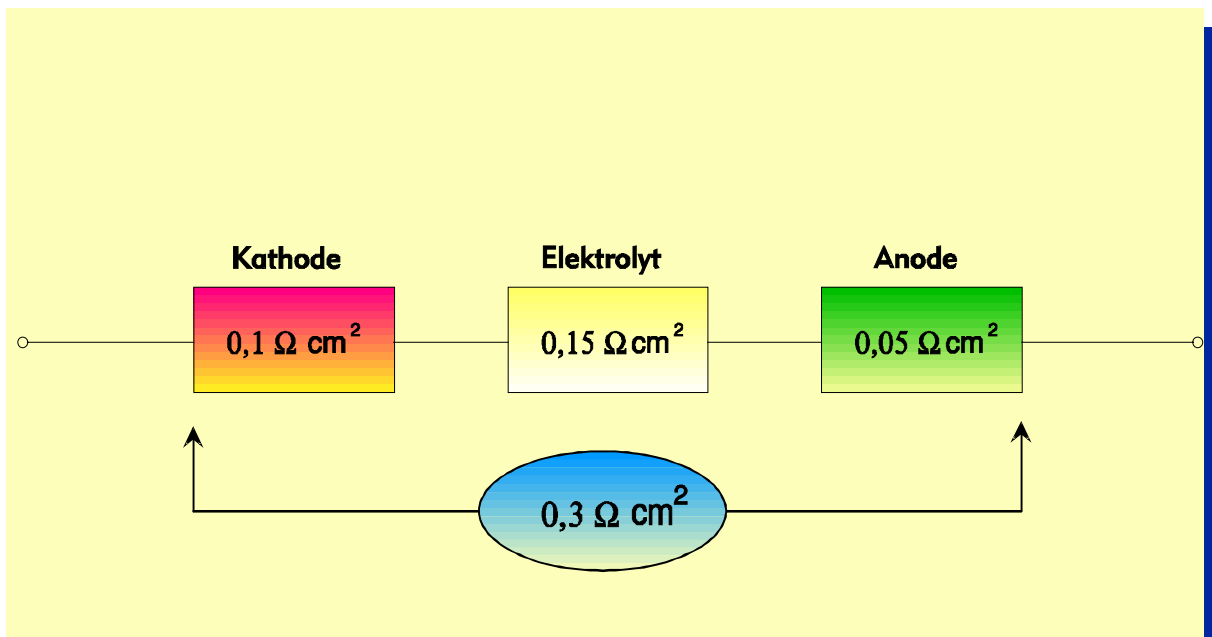 Kathode Elektrolyt Anode
0,1 Ω cm² 0,15 Ω cm² 0,05 Ω cm²
0,3 Ω cm²